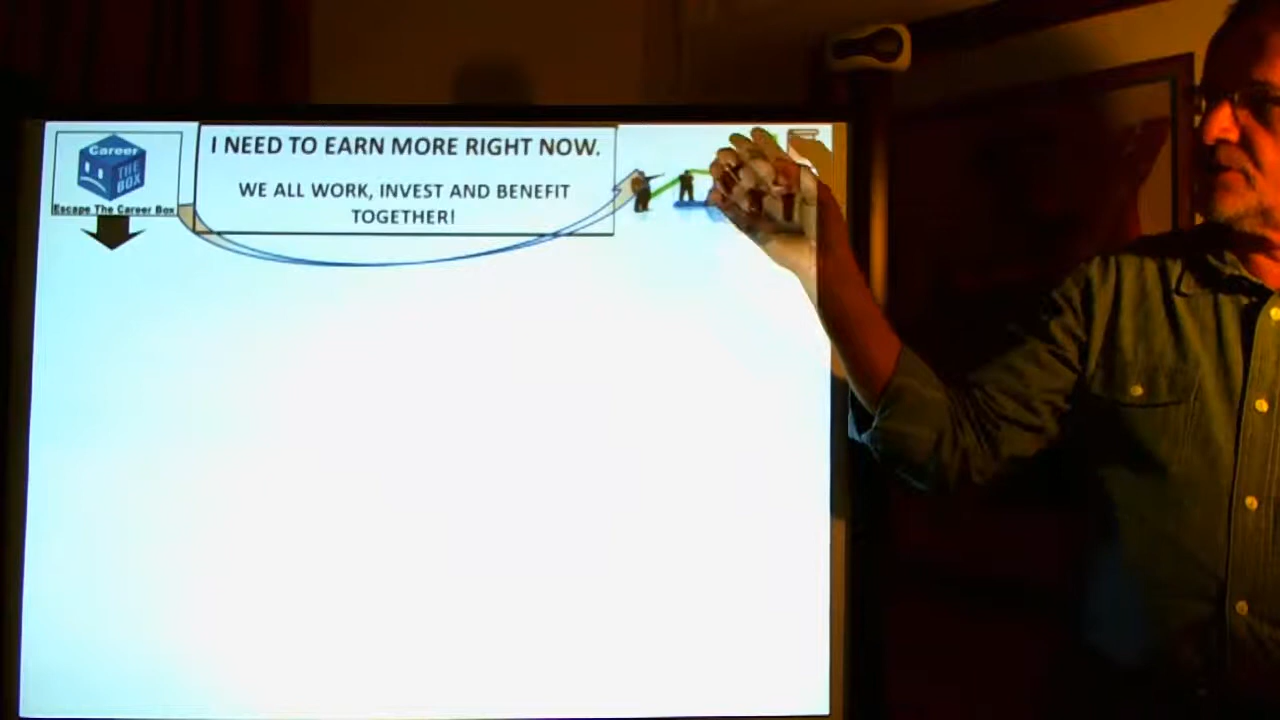 Career
THE
BOX
Escape The Career Box
I NEED TO EARN MORE RIGHT NOW.
WE ALL WORK, INVEST AND BENEFIT
TOGETHER!